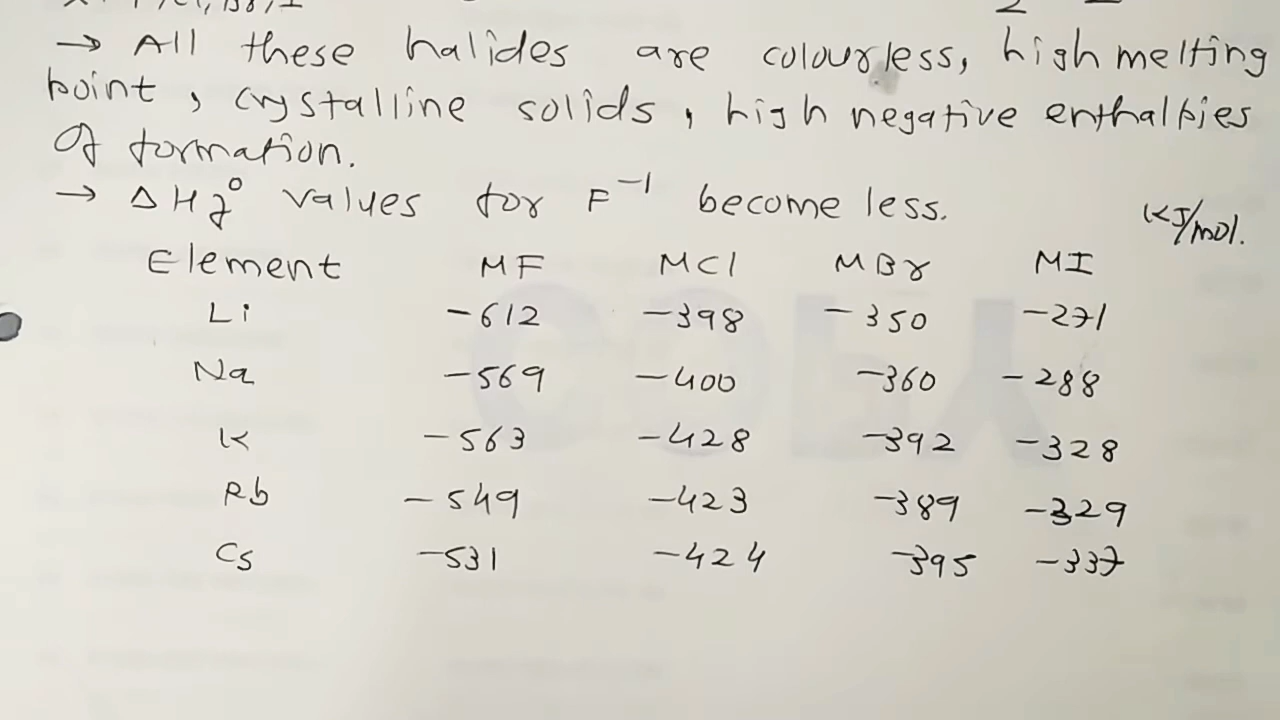 → All these halides are colourless, high melting
point, crystalline solids, high negative enthalpies
Of formation.
→ ΔHf° values for F⁻¹ become less. KJ/mol.
Element MF MCl MBr MI
Li -612 -398 -350 -271
Na -569 -400 -360 -288
K -563 -428 -392 -328
Rb -549 -423 -389 -329
Cs -531 -424 -395 -337